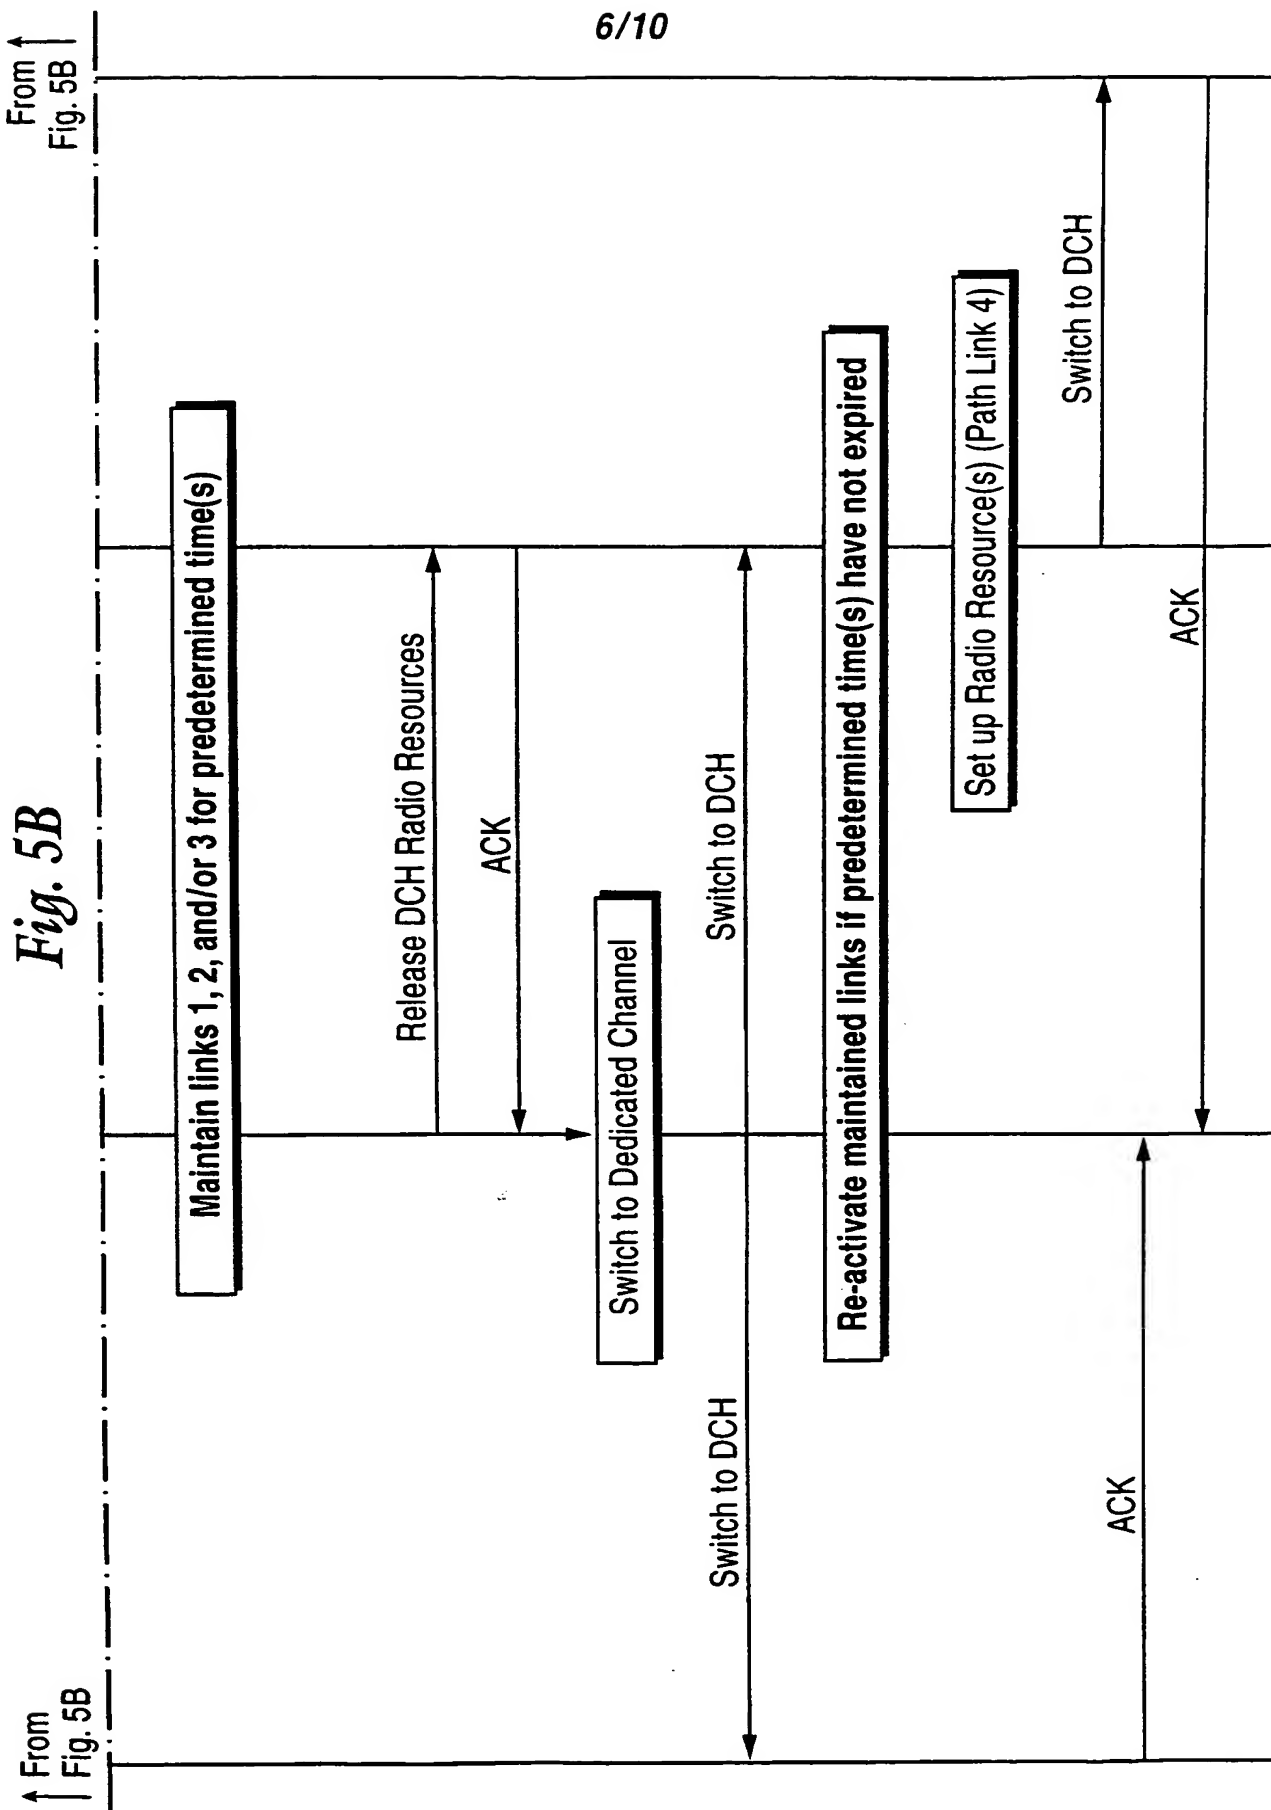 6/10
Fig. 5B
From
Fig. 5B
From
Fig. 5B
Maintain links 1, 2, and/or 3 for predetermined time(s)
Release DCH Radio Resources
ACK
Switch to Dedicated Channel
Switch to DCH
Switch to DCH
Re-activate maintained links if predetermined time(s) have not expired
Set up Radio Resource(s) (Path Link 4)
Switch to DCH
ACK
ACK